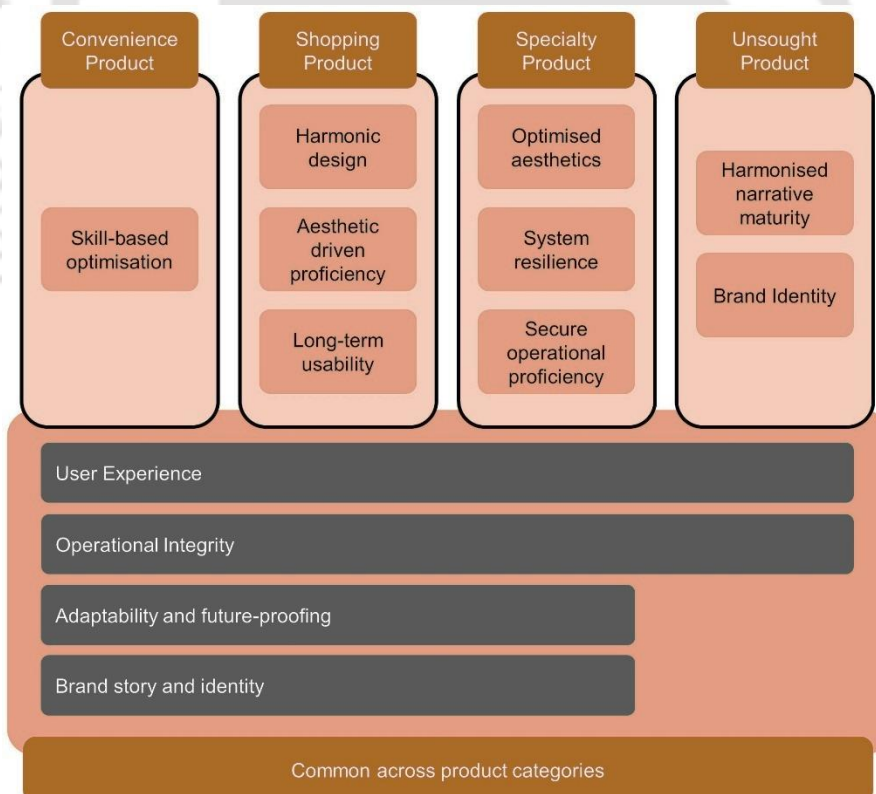 Convenience
Product
Shopping
Product
Specialty
Product
Unsought
Product
Skill-based
optimisation
Harmonic
design
Aesthetic
driven
proficiency
Long-term
usability
Optimised
aesthetics
System
resilience
Secure
operational
proficiency
Harmonised
narrative
maturity
Brand Identity
User Experience
Operational Integrity
Adaptability and future-proofing
Brand story and identity
Common across product categories